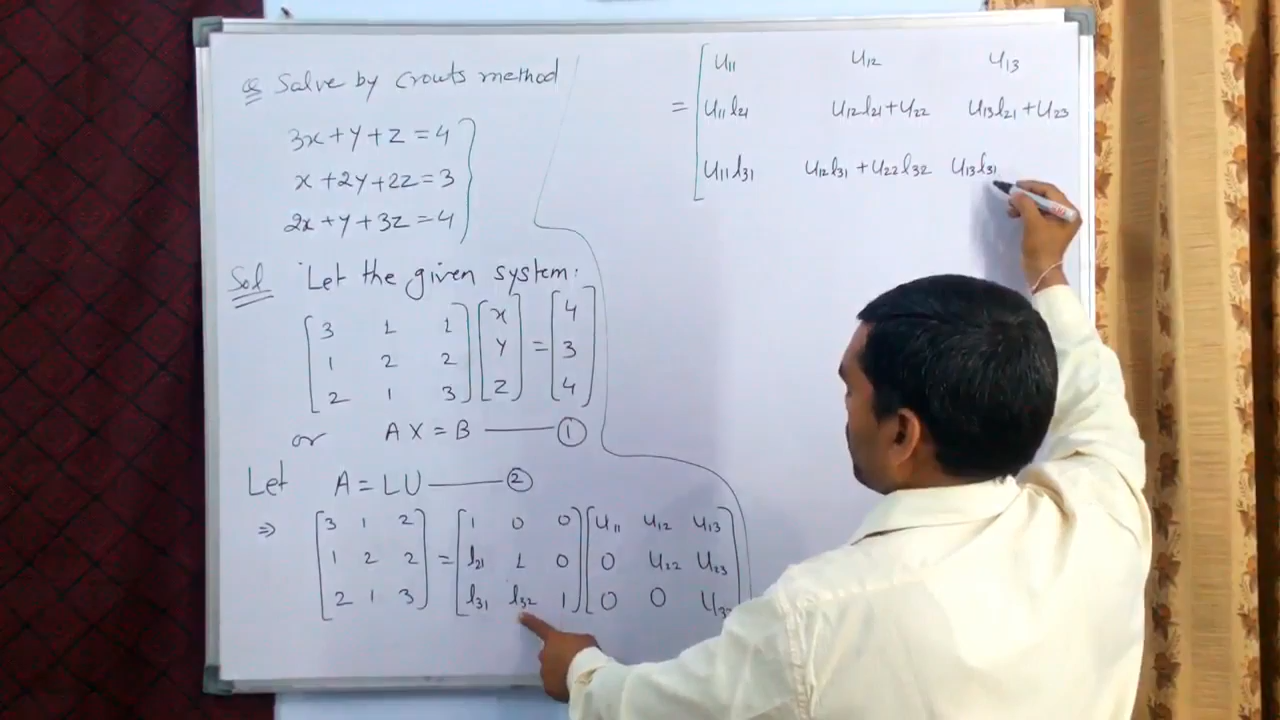 Q Solve by Crouts method
3x+y+z=4
x+2y+2z=3
2x+y+3z=4
Sol Let the given system:
[3 1 1] [x] = [4]
[1 2 2] [y] = [3]
[2 1 3] [z] = [4]
or AX=B —— ①
Let A=LU —— ②
⇒ [3 1 2] = [1 0 0] [u11 u12 u13]
[1 2 2] = [l21 1 0] [0 u22 u23]
[2 1 3] = [l31 l32 1] [0 0 u33]
= [u11 u12 u13
u11l21 u12l21+u22 u13l21+u23
u11l31 u12l31+u22l32 u13l31